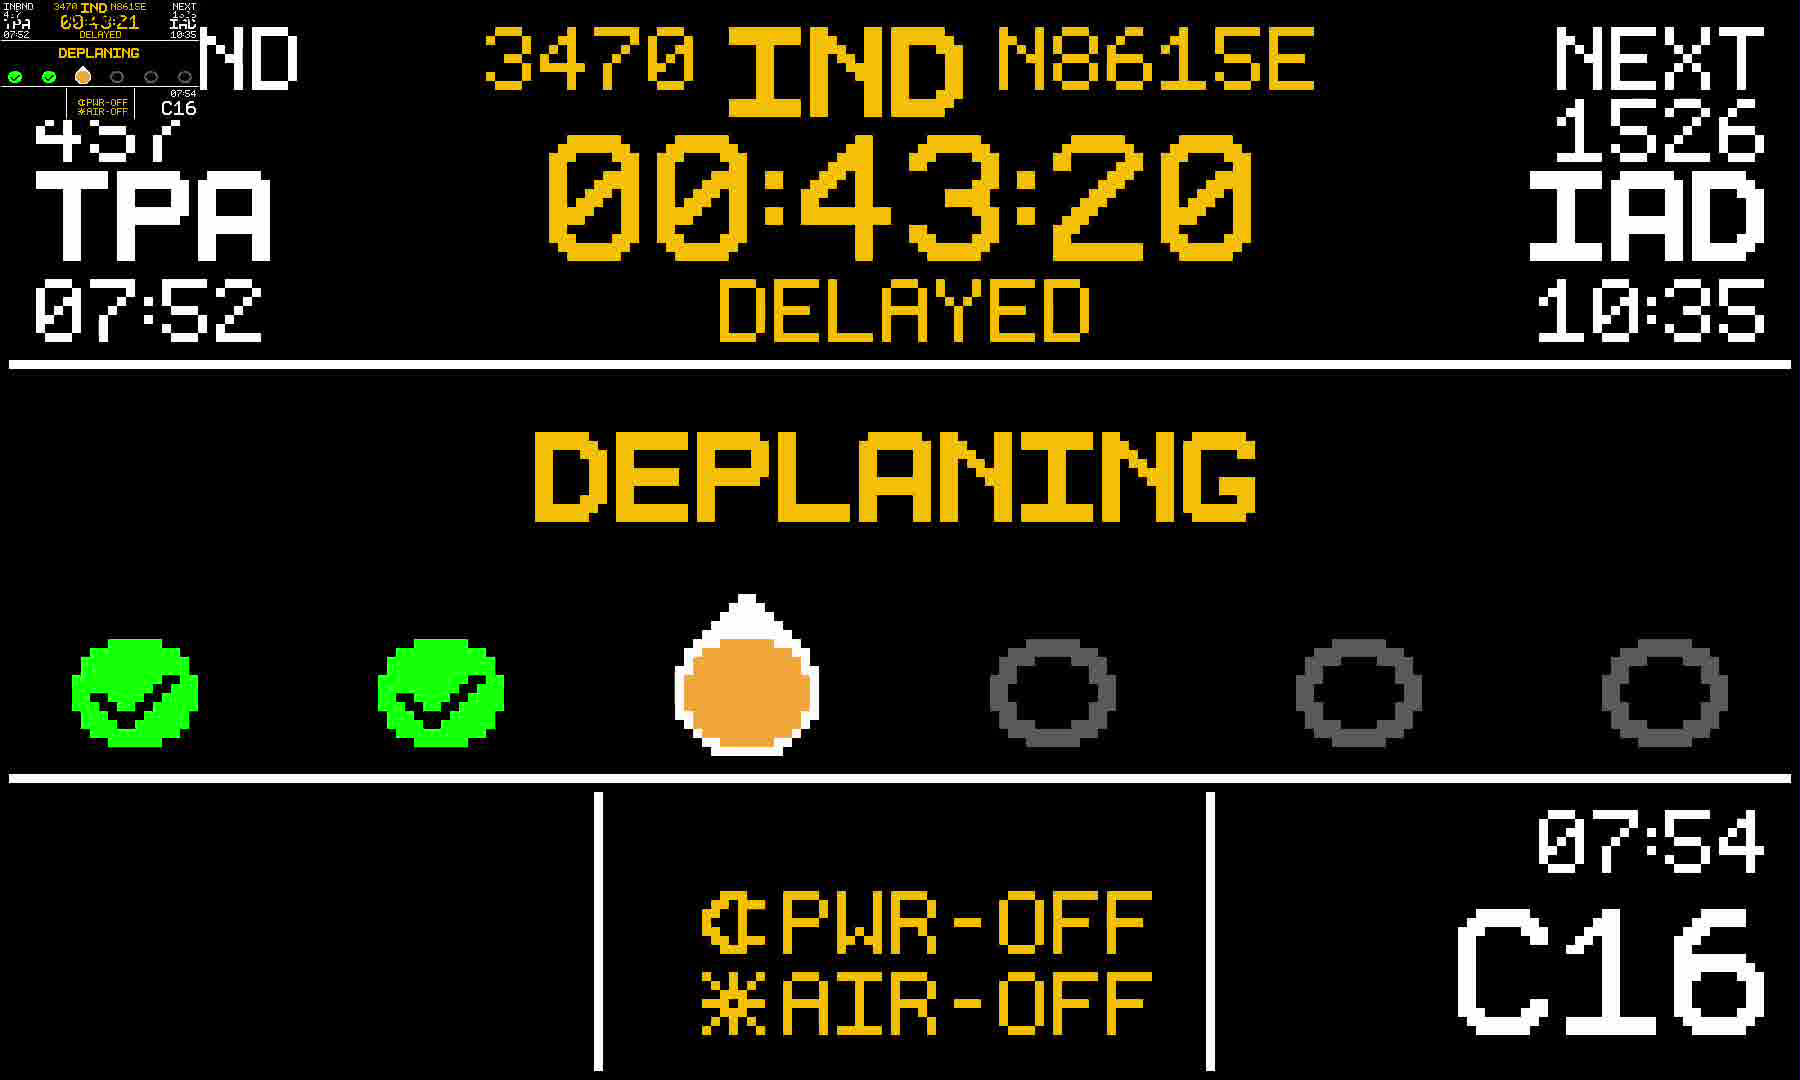 3470 IND N8615E
NEXT
1526
00:43:20
TPA
IAD
07:52
DELAYED
10:35
DEPLANING
07:54
PWR-OFF
AIR-OFF
C16
INBND
3470 IND N8615E
NEXT
TPA
00:43:21
IAD
07:52
DELAYED
10:35
DEPLANING
07:54
PWR-OFF
AIR-OFF
C16